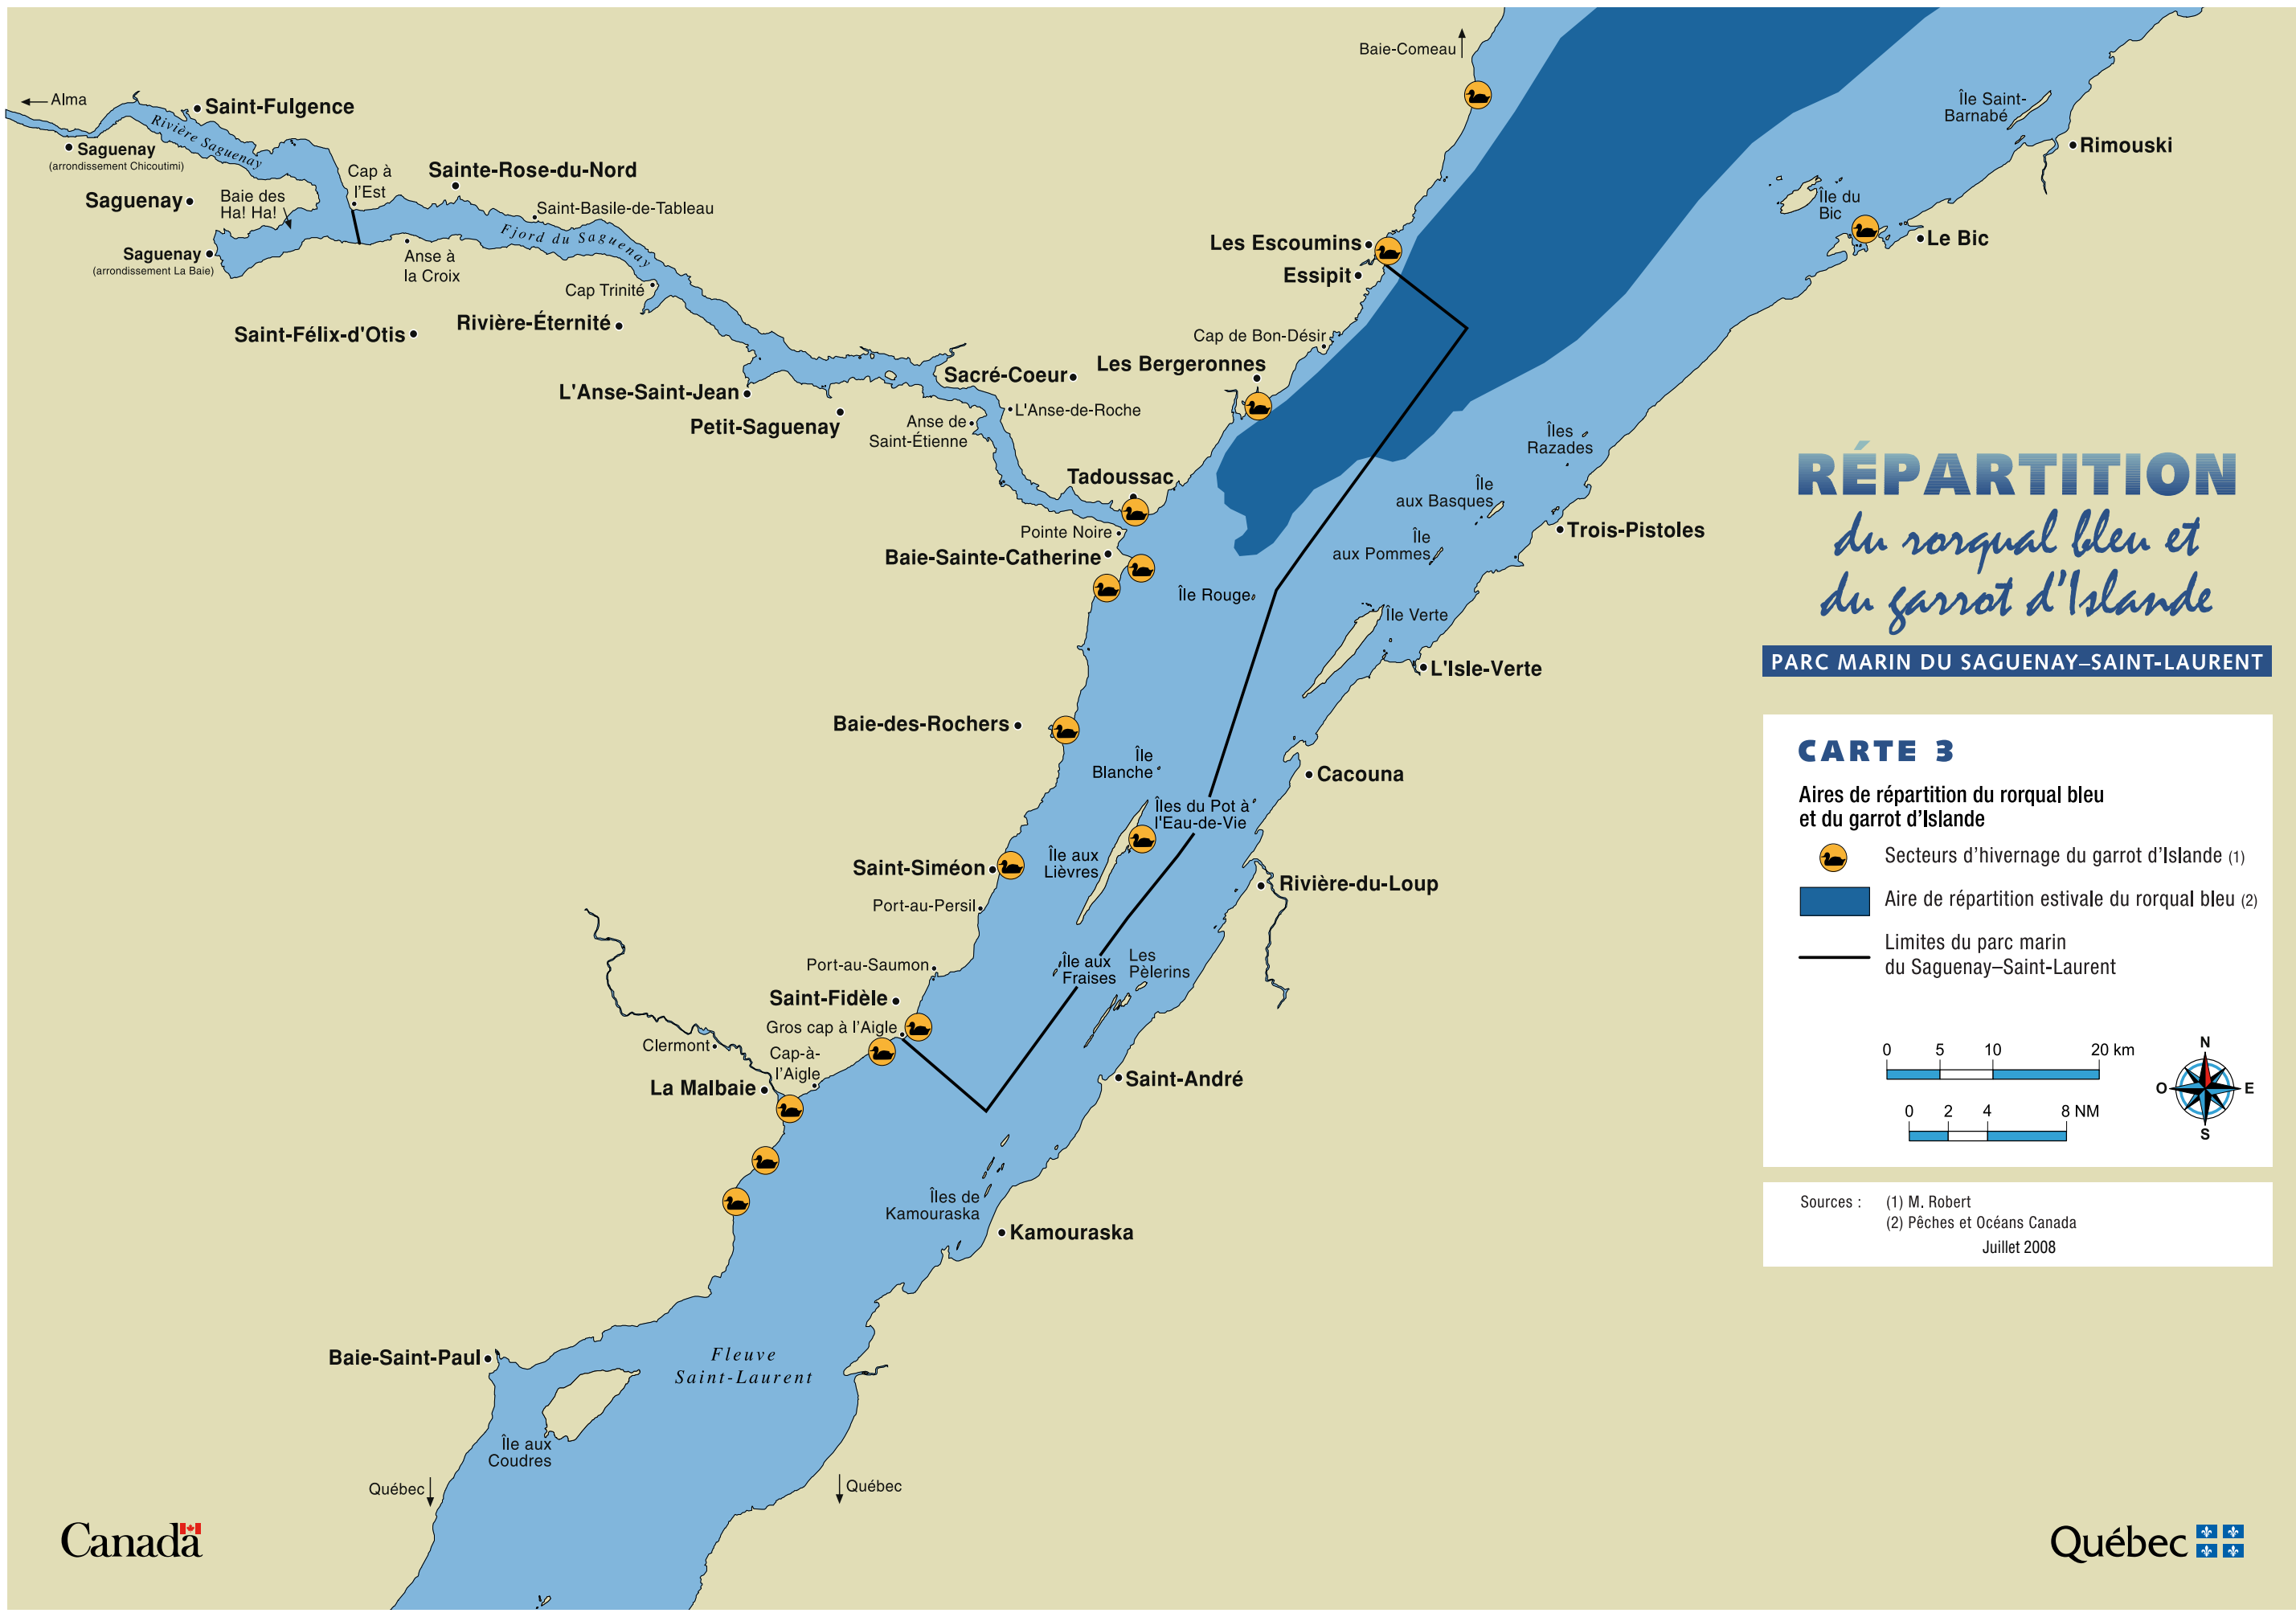 Baie-Comeau
Alma
Saint-Fulgence
Rivière Saguenay
Saguenay
(arrondissement Chicoutimi)
Saguenay
Baie des
Ha! Ha!
Saguenay
(arrondissement La Baie)
Cap à
l'Est
Sainte-Rose-du-Nord
Saint-Basile-de-Tableau
Fjord du Saguenay
Anse à
la Croix
Cap Trinité
Rivière-Éternité
Saint-Félix-d'Otis
L'Anse-Saint-Jean
Petit-Saguenay
Sacré-Coeur
L'Anse-de-Roche
Anse de
Saint-Étienne
Les Escoumins
Essipit
Cap de Bon-Désir
Les Bergeronnes
Tadoussac
Pointe Noire
Baie-Sainte-Catherine
Île Saint-
Barnabé
Rimouski
Île du
Bic
Le Bic
Îles
Razades
Île
aux Basques
Trois-Pistoles
Île
aux Pommes
Île Rouge
Île Verte
L'Isle-Verte
Baie-des-Rochers
Île
Blanche
Cacouna
Îles du Pot à
l'Eau-de-Vie
Île aux
Lièvres
Saint-Siméon
Rivière-du-Loup
Port-au-Persil
Port-au-Saumon
Île aux
Fraises
Les
Pèlerins
Saint-Fidèle
Gros cap à l'Aigle
Clermont
Cap-à-
l'Aigle
La Malbaie
Saint-André
Îles de
Kamouraska
Kamouraska
Baie-Saint-Paul
Fleuve
Saint-Laurent
Île aux
Coudres
Québec
Québec
RÉPARTITION
du rorqual bleu et
du garrot d'Islande
PARC MARIN DU SAGUENAY–SAINT-LAURENT
CARTE 3
Aires de répartition du rorqual bleu
et du garrot d'Islande
Secteurs d'hivernage du garrot d'Islande (1)
Aire de répartition estivale du rorqual bleu (2)
Limites du parc marin
du Saguenay–Saint-Laurent
0 5 10 20 km
0 2 4 8 NM
N
O E
S
Sources : (1) M. Robert
(2) Pêches et Océans Canada
Juillet 2008
Canada
Québec